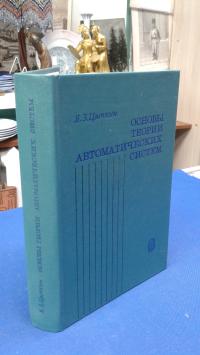 Я.З.Цыпкин
ОСНОВЫ
ТЕОРИИ
АВТОМАТИЧЕСКИХ
СИСТЕМ
Я.З.Цыпкин ОСНОВЫ ТЕОРИИ АВТОМАТИЧЕСКИХ СИСТЕМ